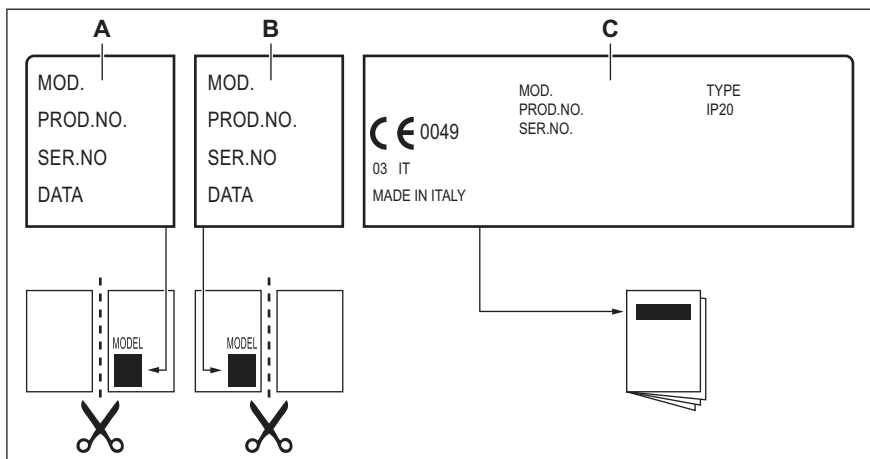 A
B
C
MOD.
PROD.NO.
SER.NO
DATA
MOD.
PROD.NO.
SER.NO
DATA
MOD.
PROD.NO.
SER.NO.
TYPE
IP20
CE 0049
03 IT
MADE IN ITALY
MODEL
MODEL